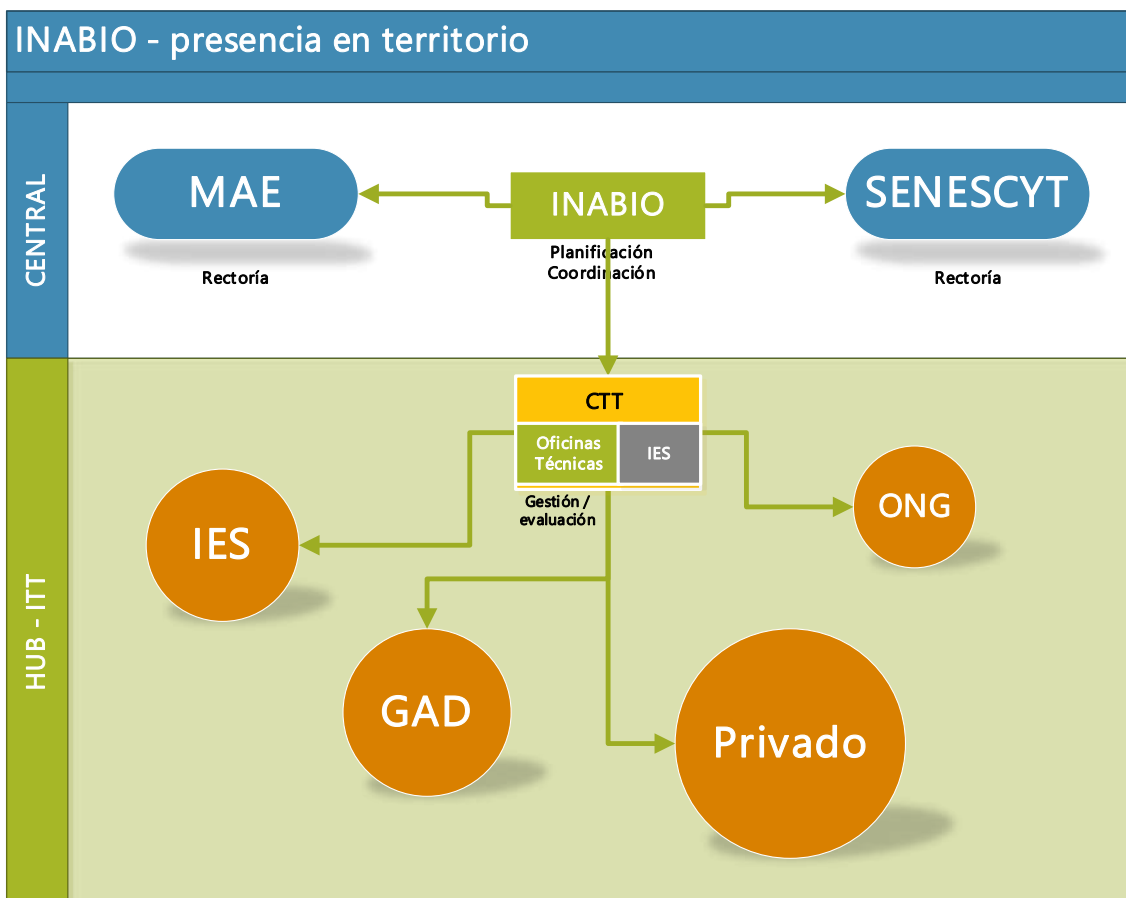 INABIO - presencia en territorio
CENTRAL
MAE
INABIO
SENESCYT
Planificación
Coordinación
Rectoría
Rectoría
HUB - ITT
CTT
Oficinas
Técnicas
IES
Gestión /
evaluación
ONG
IES
GAD
Privado